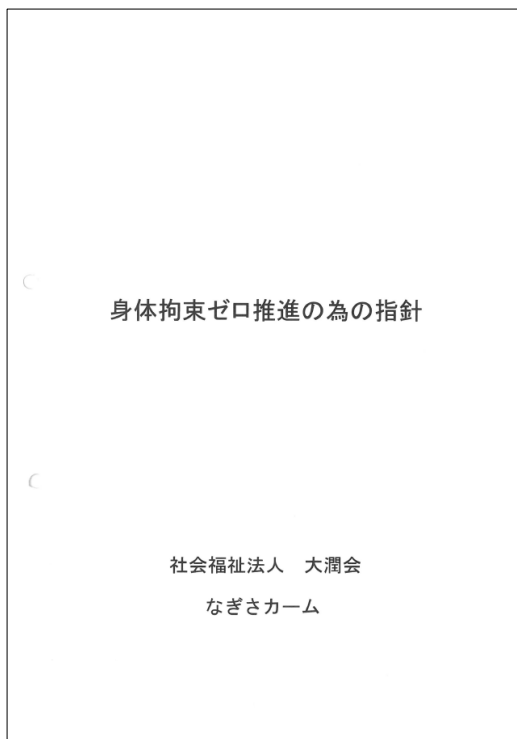 身体拘束ゼロ推進の為の指針
社会福祉法人　大潤会
なぎさカーム